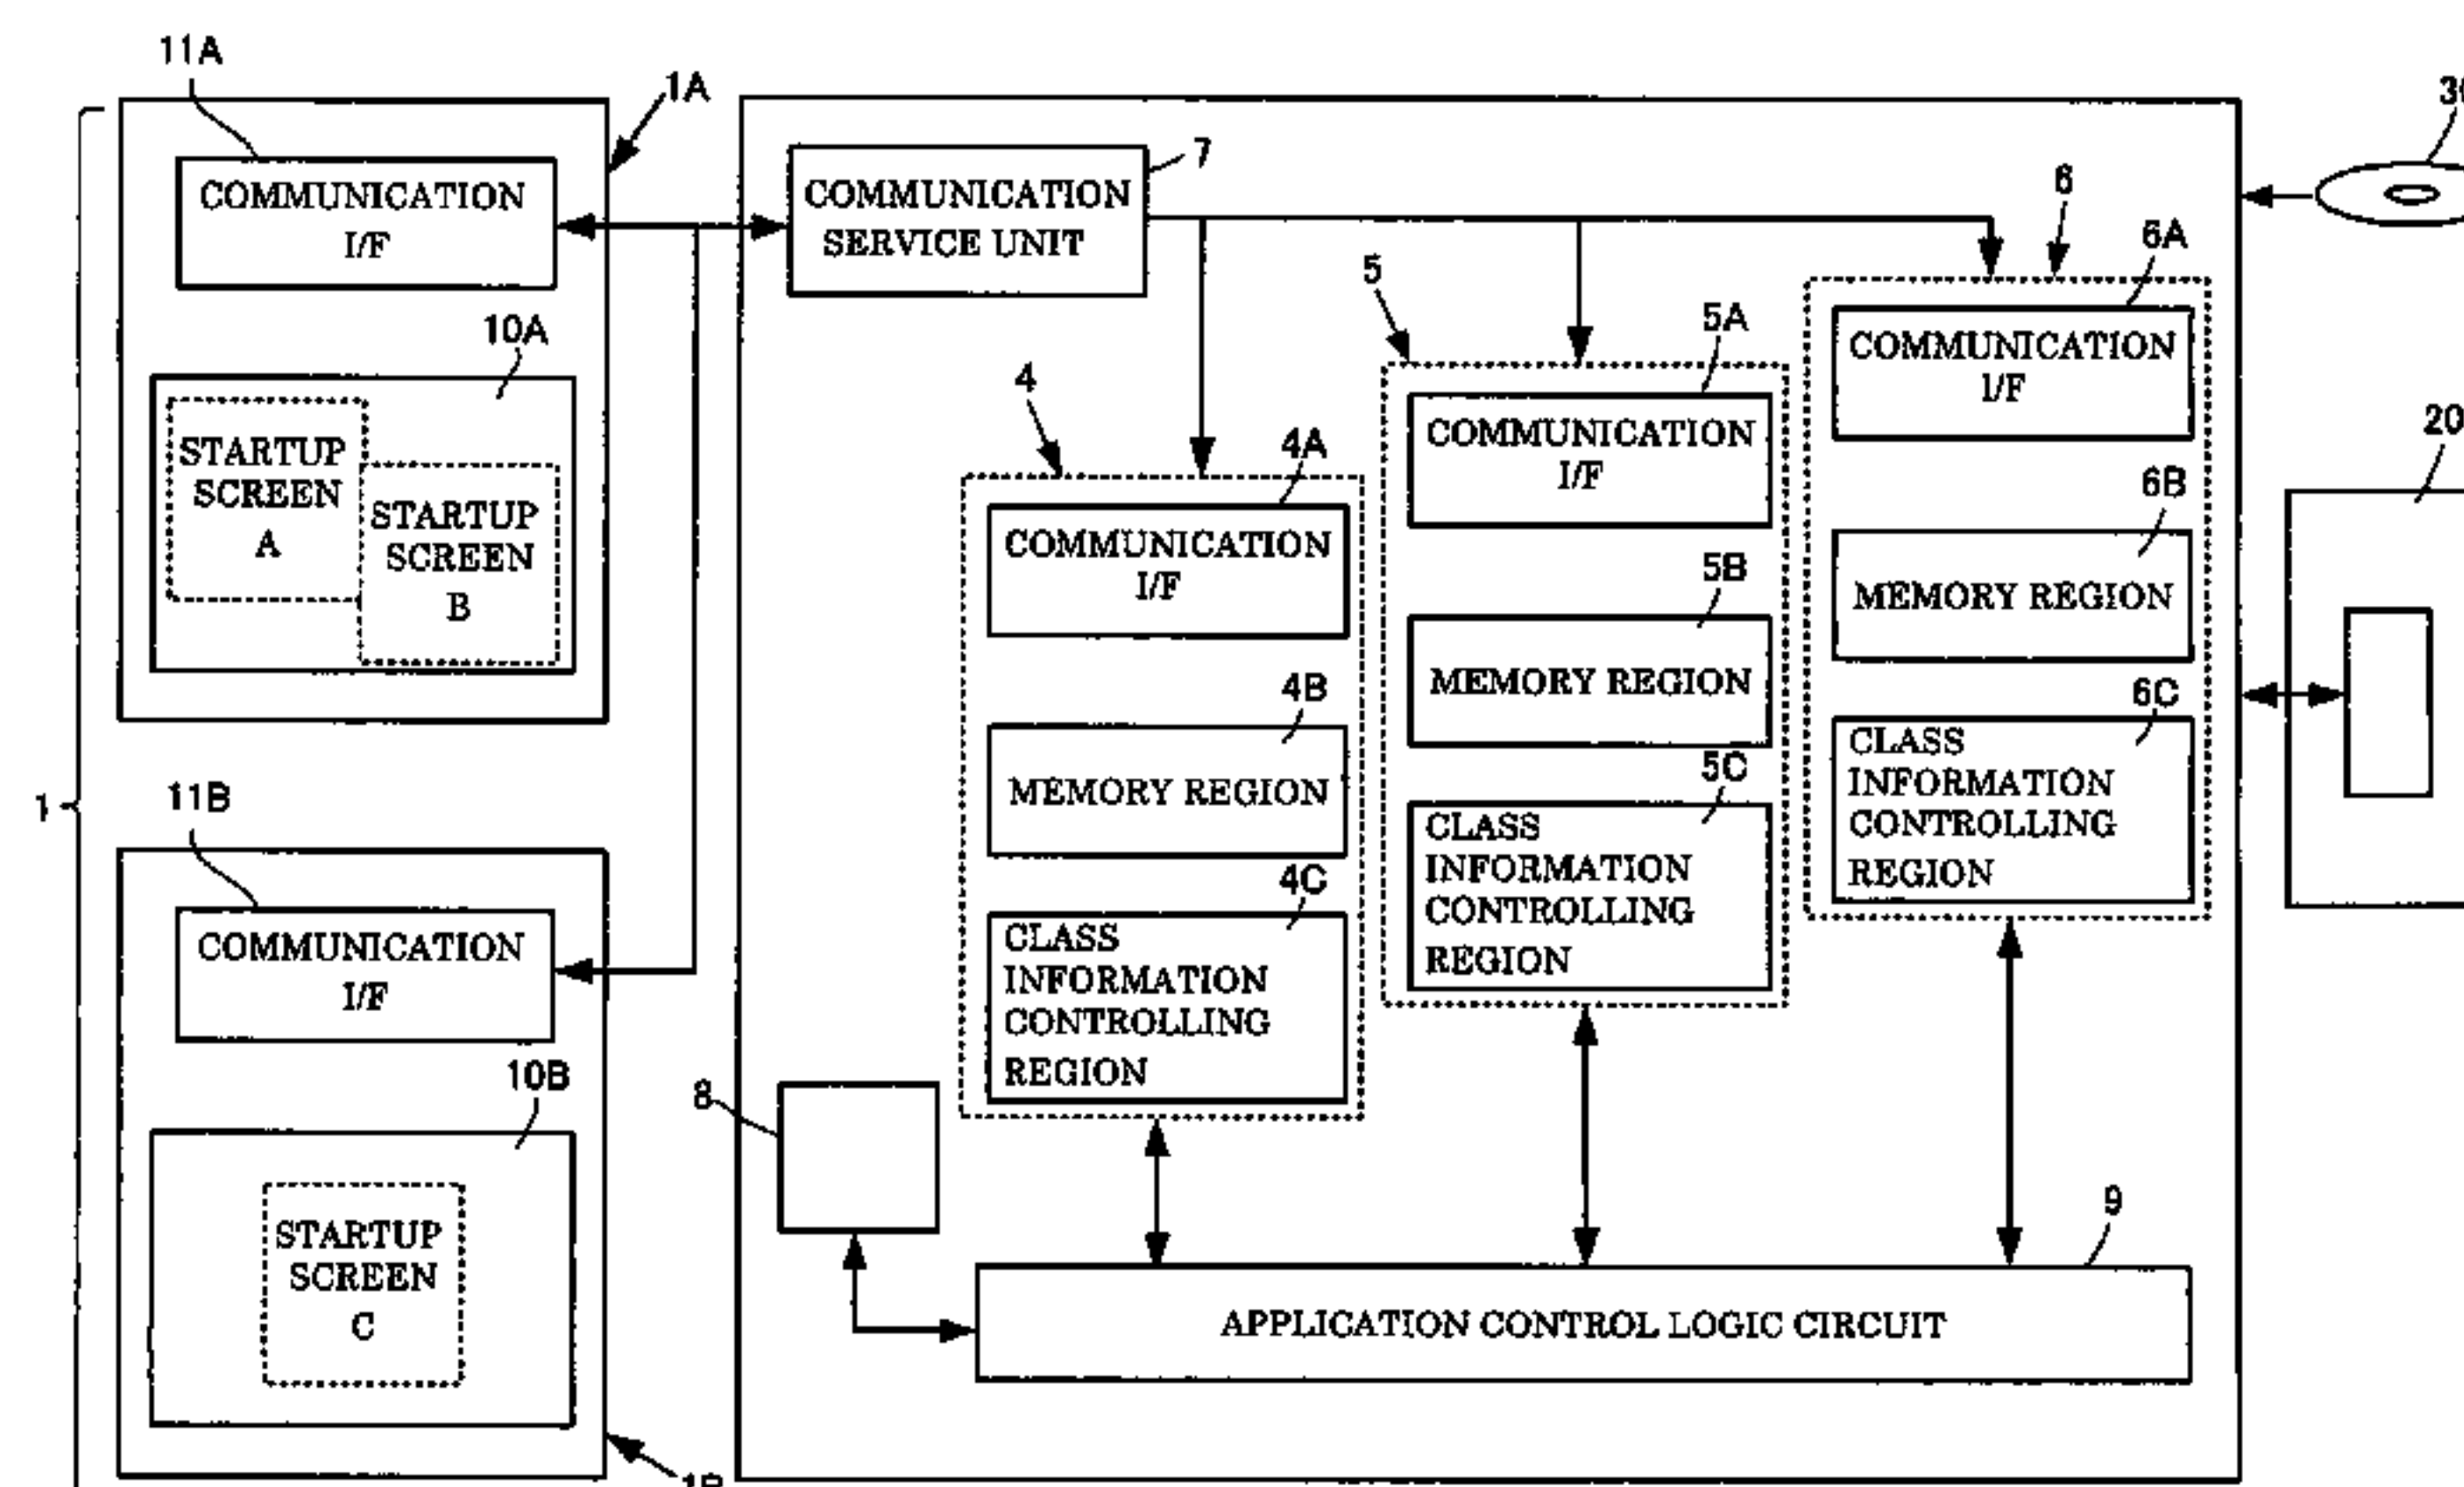 11A
1A
COMMUNICATION
I/F
10A
STARTUP
SCREEN
A
STARTUP
SCREEN
B
1
11B
COMMUNICATION
I/F
10B
STARTUP
SCREEN
C
7
COMMUNICATION
SERVICE UNIT
4
4A
COMMUNICATION
I/F
4B
MEMORY REGION
4C
CLASS
INFORMATION
CONTROLLING
REGION
5
5A
COMMUNICATION
I/F
5B
MEMORY REGION
5C
CLASS
INFORMATION
CONTROLLING
REGION
6
6A
COMMUNICATION
I/F
6B
MEMORY REGION
6C
CLASS
INFORMATION
CONTROLLING
REGION
8
9
APPLICATION CONTROL LOGIC CIRCUIT
20